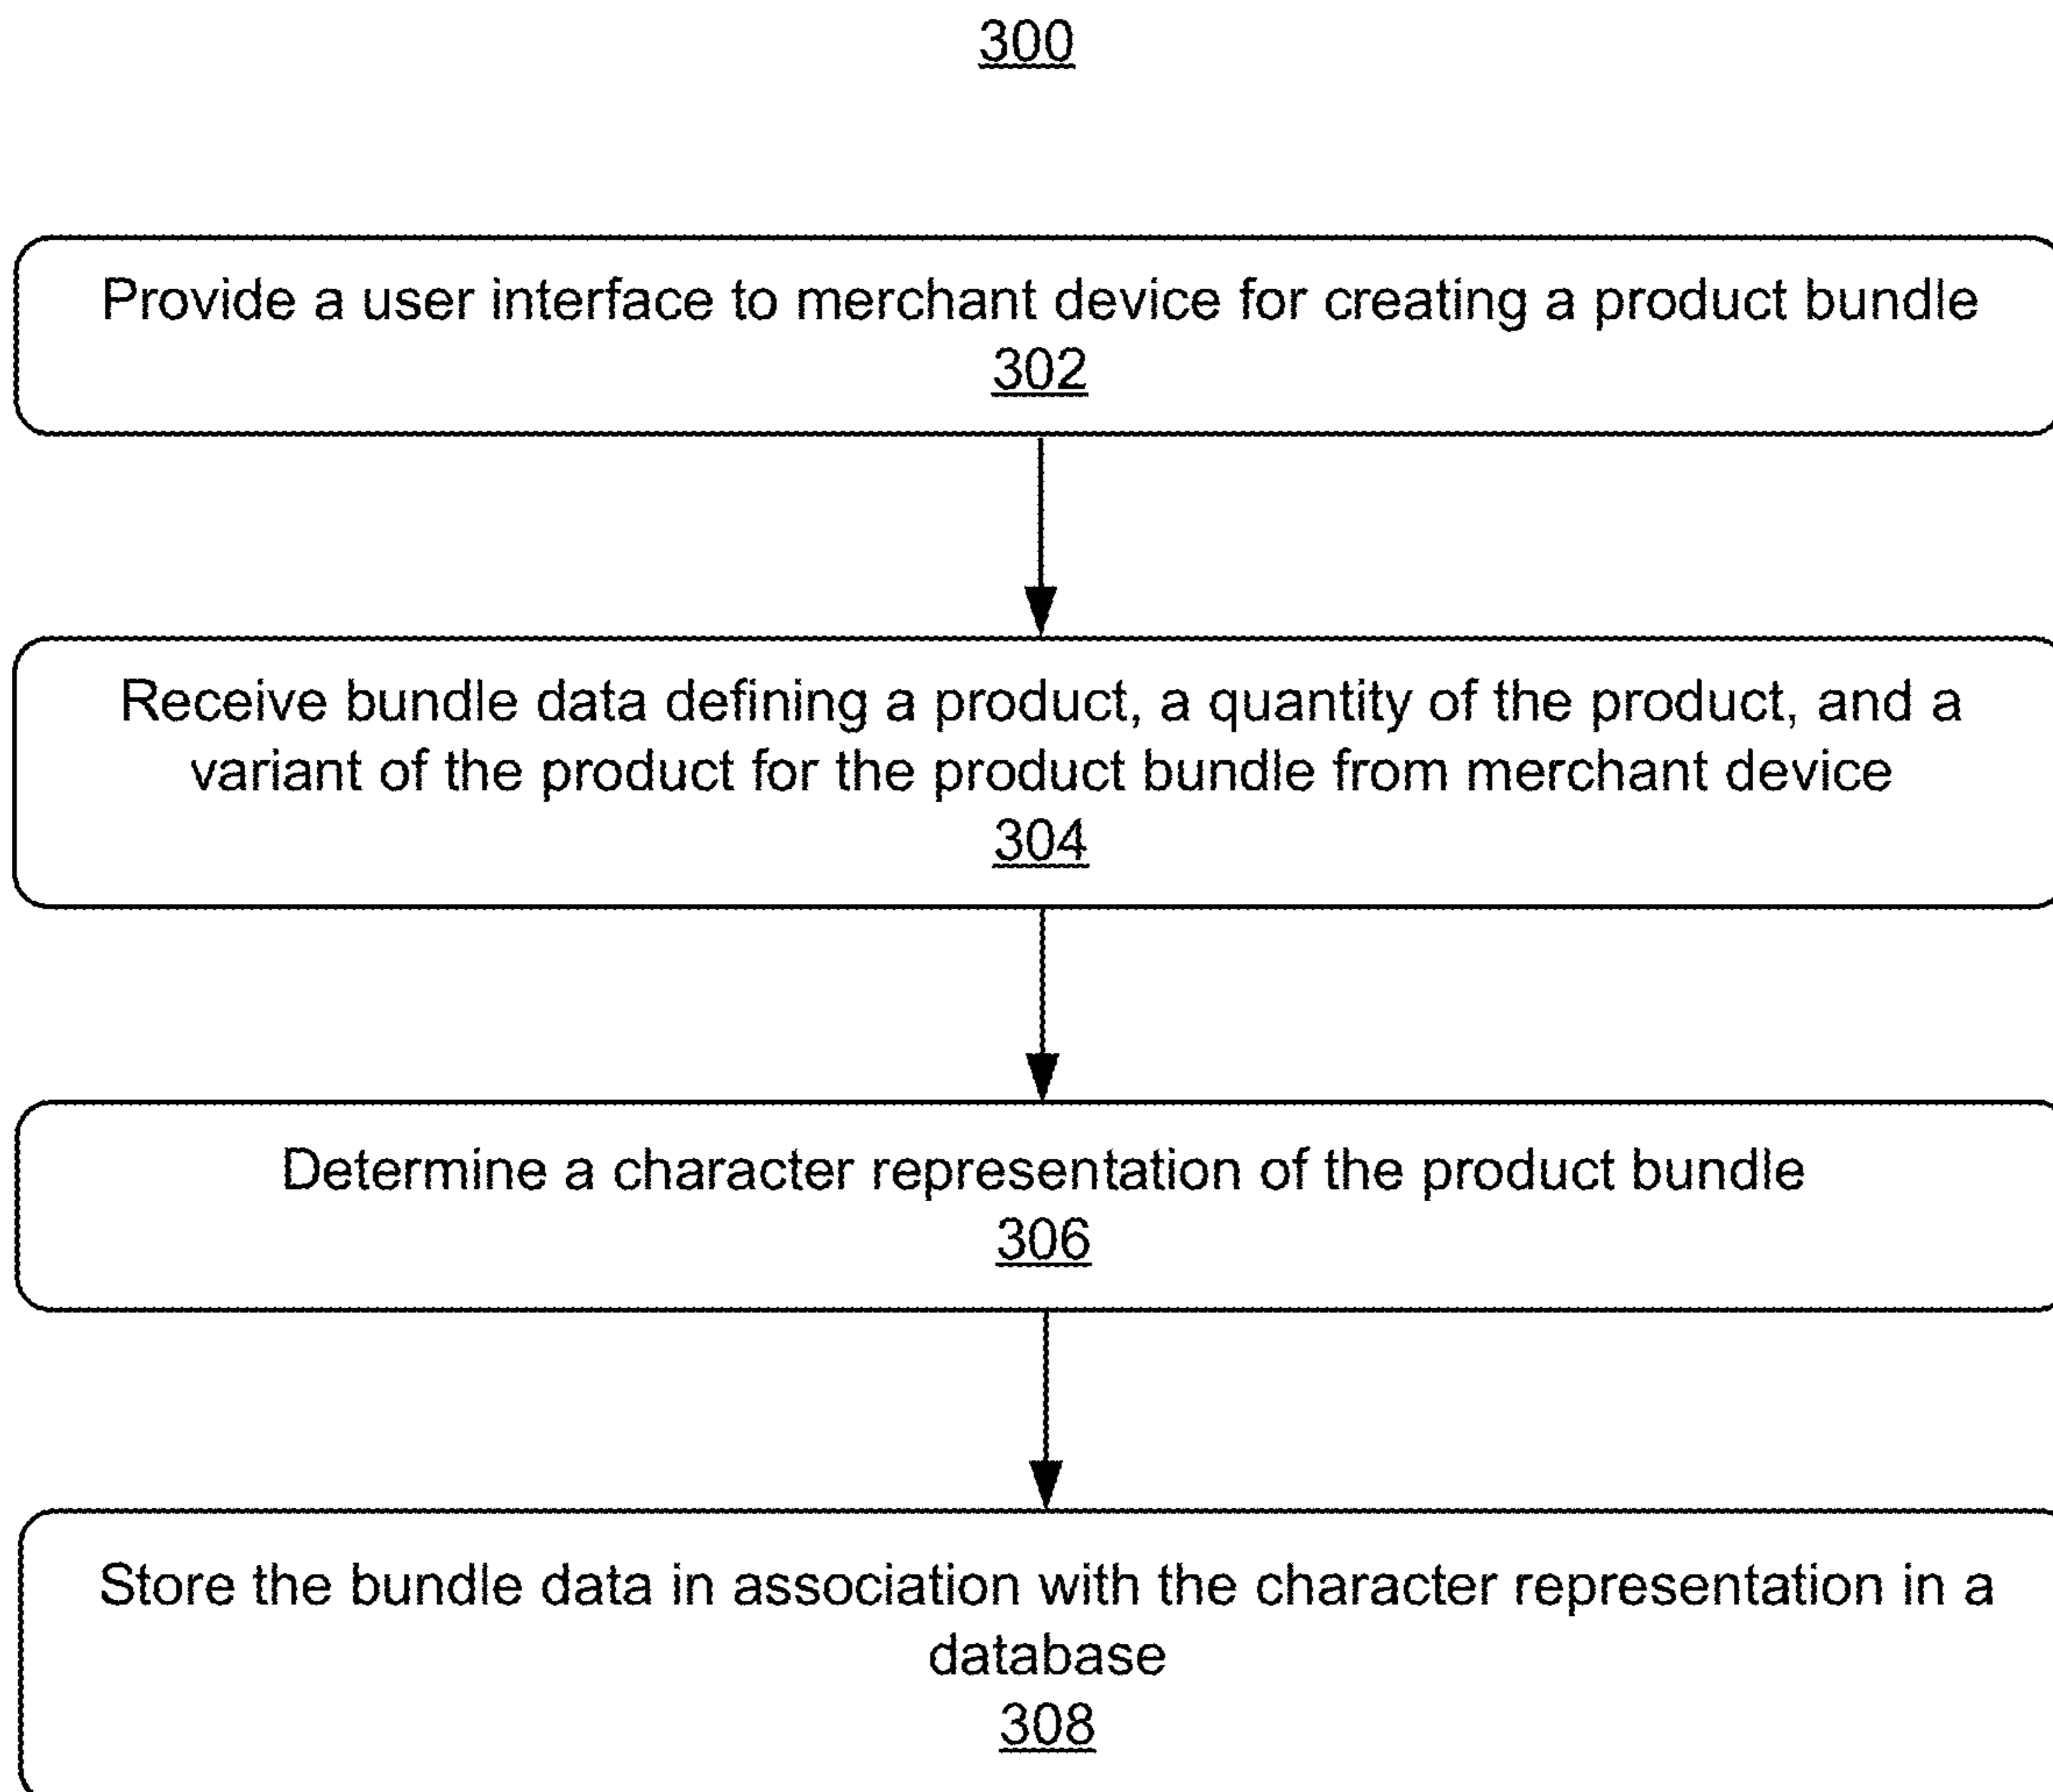 300
Provide a user interface to merchant device for creating a product bundle
302
Receive bundle data defining a product, a quantity of the product, and a
variant of the product for the product bundle from merchant device
304
Determine a character representation of the product bundle
306
Store the bundle data in association with the character representation in a
database
308